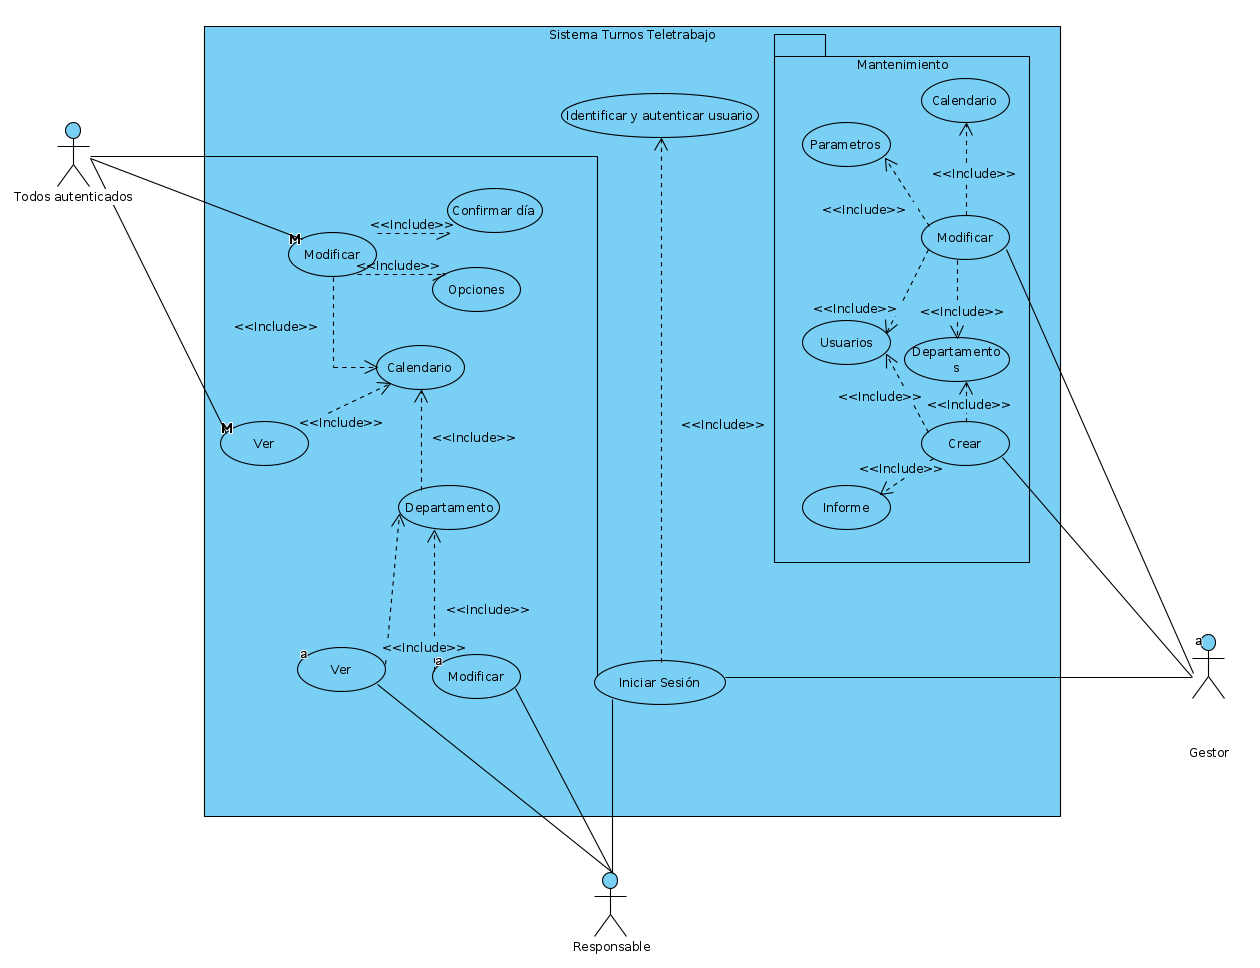 Sistema Turnos Teletrabajo
Mantenimiento
Calendario
Identificar y autenticar usuario
Parametros
<<Include>>
Todos autenticados
Confirmar día
<<Include>>
<<Include>>
M
Modificar
<<Include>>
Opciones
Modificar
<<Include>>
<<Include>>
<<Include>>
Usuarios
Departamento
s
Calendario
<<Include>>
<<Include>>
<<Include>>
<<Include>>
M
Ver
<<Include>>
<<Include>>
Crear
<<Include>>
Departamento
Informe
<<Include>>
<<Include>>
a
Ver
a
Modificar
Iniciar Sesión
a
Gestor
Responsable